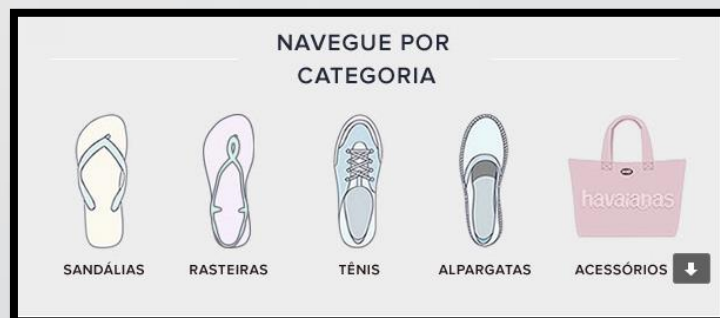 NAVEGUE POR
CATEGORIA
havaianas
SANDÁLIAS RASTEIRAS TÊNIS ALPARGATAS ACESSÓRIOS